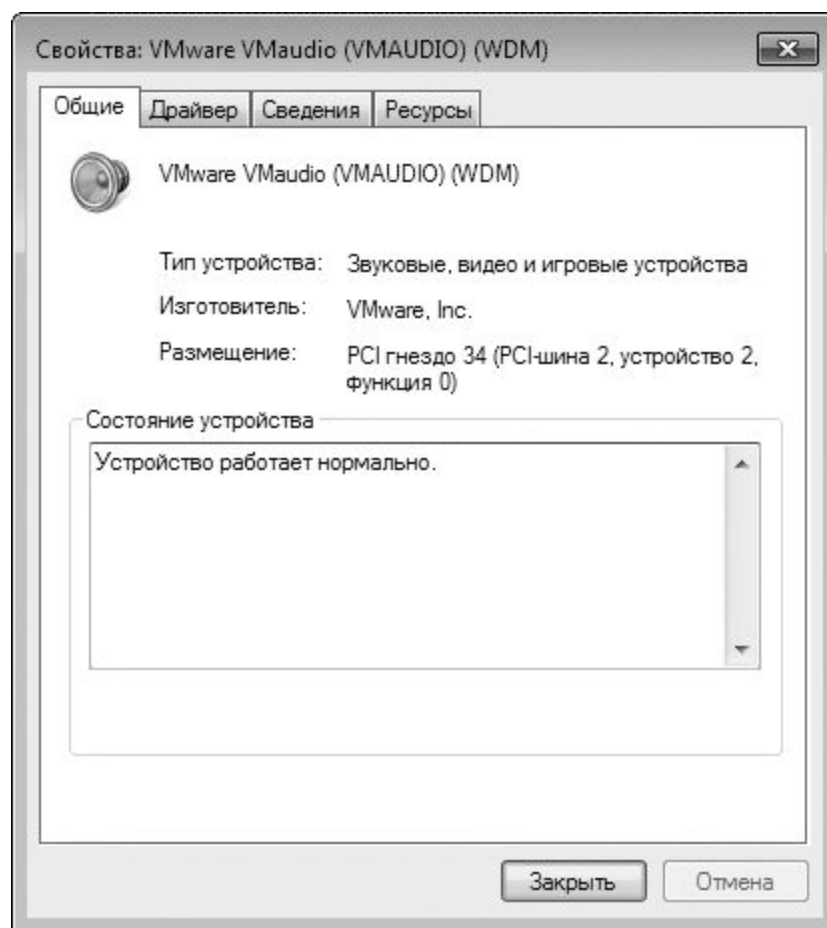 Свойства: VMware VMaudio (VMAUDIO) (WDM)
Общие Драйвер Сведения Ресурсы
VMware VMaudio (VMAUDIO) (WDM)
Тип устройства: Звуковые, видео и игровые устройства
Изготовитель: VMware, Inc.
Размещение: PCI гнездо 34 (PCI-шина 2, устройство 2,
функция 0)
Состояние устройства
Устройство работает нормально.
Закрыть Отмена